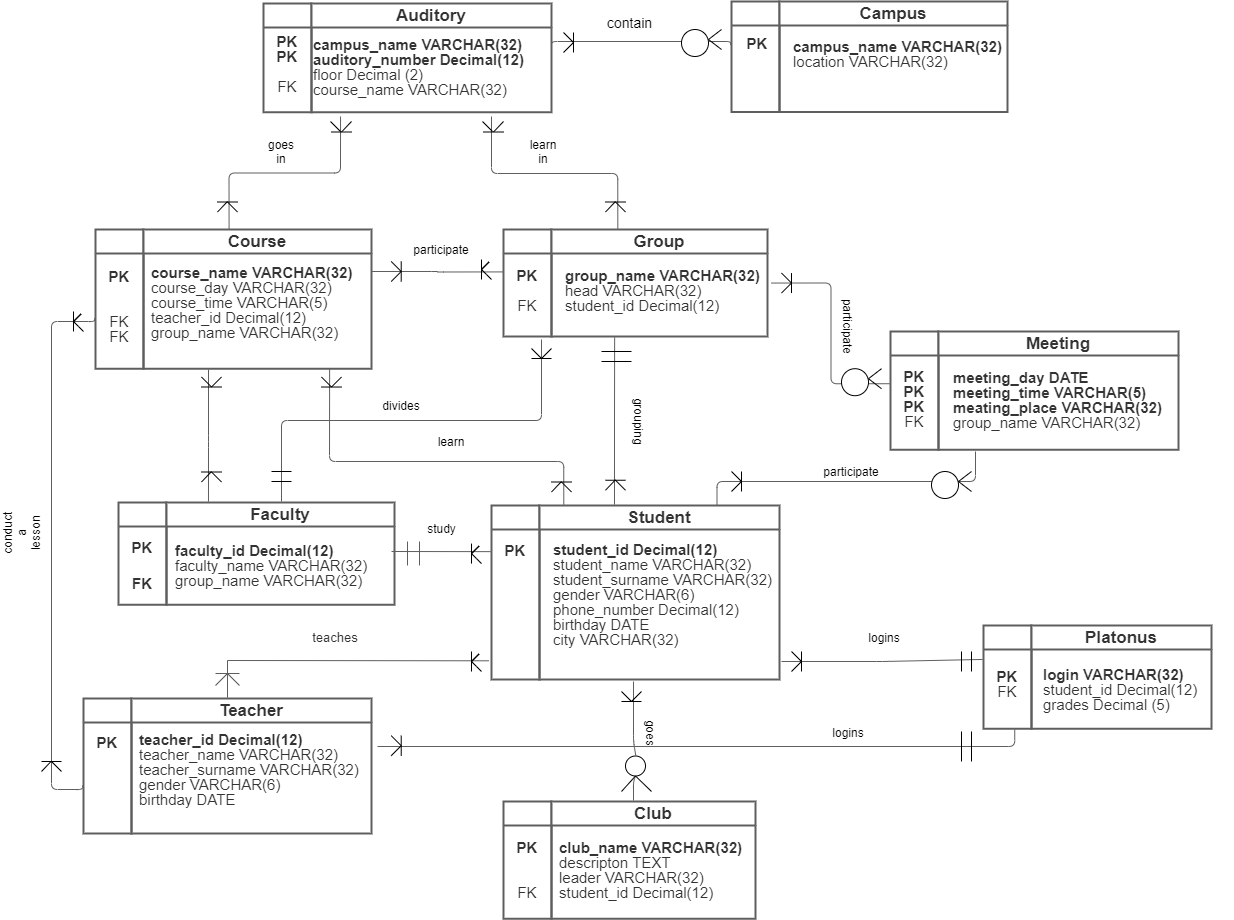 Auditory
PK campus_name VARCHAR(32)
PK auditory_number Decimal(12)
floor Decimal (2)
FK course_name VARCHAR(32)
contain
Campus
PK campus_name VARCHAR(32)
location VARCHAR(32)
goes
in
learn
in
Course
PK course_name VARCHAR(32)
course_day VARCHAR(32)
course_time VARCHAR(5)
FK teacher_id Decimal(12)
FK group_name VARCHAR(32)
participate
Group
PK group_name VARCHAR(32)
head VARCHAR(32)
FK student_id Decimal(12)
participate
Meeting
PK meeting_day DATE
PK meeting_time VARCHAR(5)
PK meating_place VARCHAR(32)
FK group_name VARCHAR(32)
divides
learn
grouping
participate
conduct
a
lesson
Faculty
PK faculty_id Decimal(12)
faculty_name VARCHAR(32)
FK group_name VARCHAR(32)
study
Student
PK student_id Decimal(12)
student_name VARCHAR(32)
student_surname VARCHAR(32)
gender VARCHAR(6)
phone_number Decimal(12)
birthday DATE
city VARCHAR(32)
teaches
logins
Platonus
PK login VARCHAR(32)
FK student_id Decimal(12)
grades Decimal (5)
Teacher
PK teacher_id Decimal(12)
teacher_name VARCHAR(32)
teacher_surname VARCHAR(32)
gender VARCHAR(6)
birthday DATE
goes
logins
Club
PK club_name VARCHAR(32)
descripton TEXT
leader VARCHAR(32)
FK student_id Decimal(12)